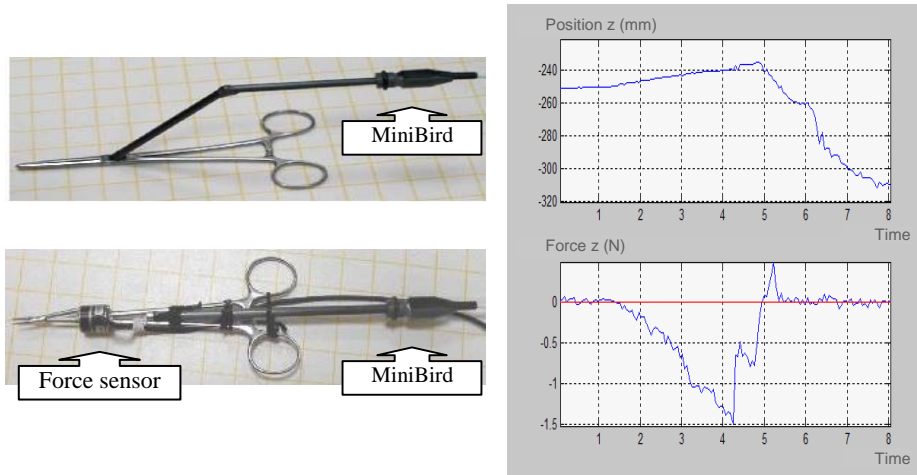 MiniBird
Force sensor
MiniBird
Position z (mm)
-240
-260
-280
-300
-320
1 2 3 4 5 6 7 8
Time
Force z (N)
0
-0.5
-1
-1.5
1 2 3 4 5 6 7 8
Time